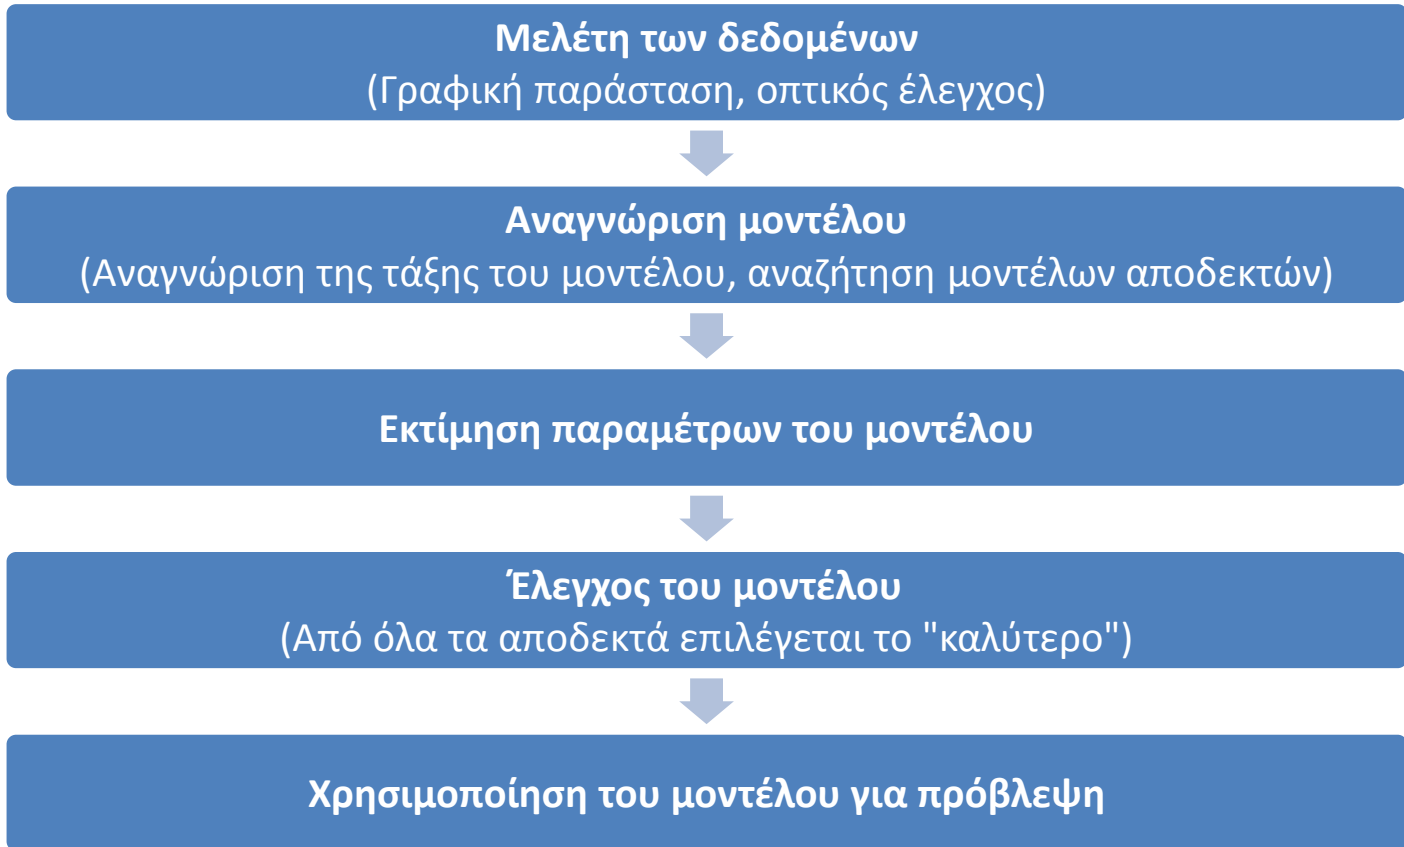 Μελέτη των δεδομένων
(Γραφική παράσταση, οπτικός έλεγχος)
Αναγνώριση μοντέλου
(Αναγνώριση της τάξης του μοντέλου, αναζήτηση μοντέλων αποδεκτών)
Εκτίμηση παραμέτρων του μοντέλου
Έλεγχος του μοντέλου
(Από όλα τα αποδεκτά επιλέγεται το "καλύτερο")
Χρησιμοποίηση του μοντέλου για πρόβλεψη